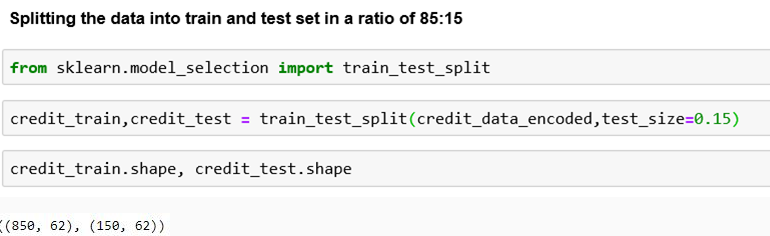 Splitting the data into train and test set in a ratio of 85:15
from sklearn.model_selection import train_test_split
credit_train,credit_test = train_test_split(credit_data_encoded,test_size=0.15)
credit_train.shape, credit_test.shape
((850, 62), (150, 62))